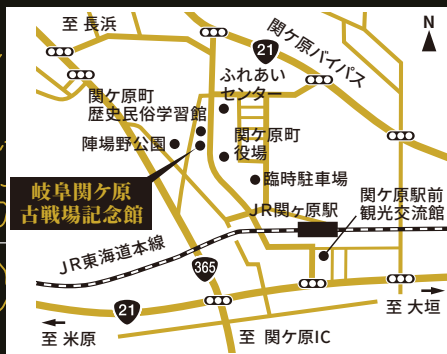 至 長浜
21
関ケ原バイパス
N
ふれあい
センター
関ケ原町
歴史民俗学習館
陣場野公園
関ケ原町
役場
岐阜関ケ原
古戦場記念館
臨時駐車場
JR関ヶ原駅
関ケ原駅前
観光交流館
JR東海道本線
365
21
至 大垣
至 米原
至 関ケ原IC